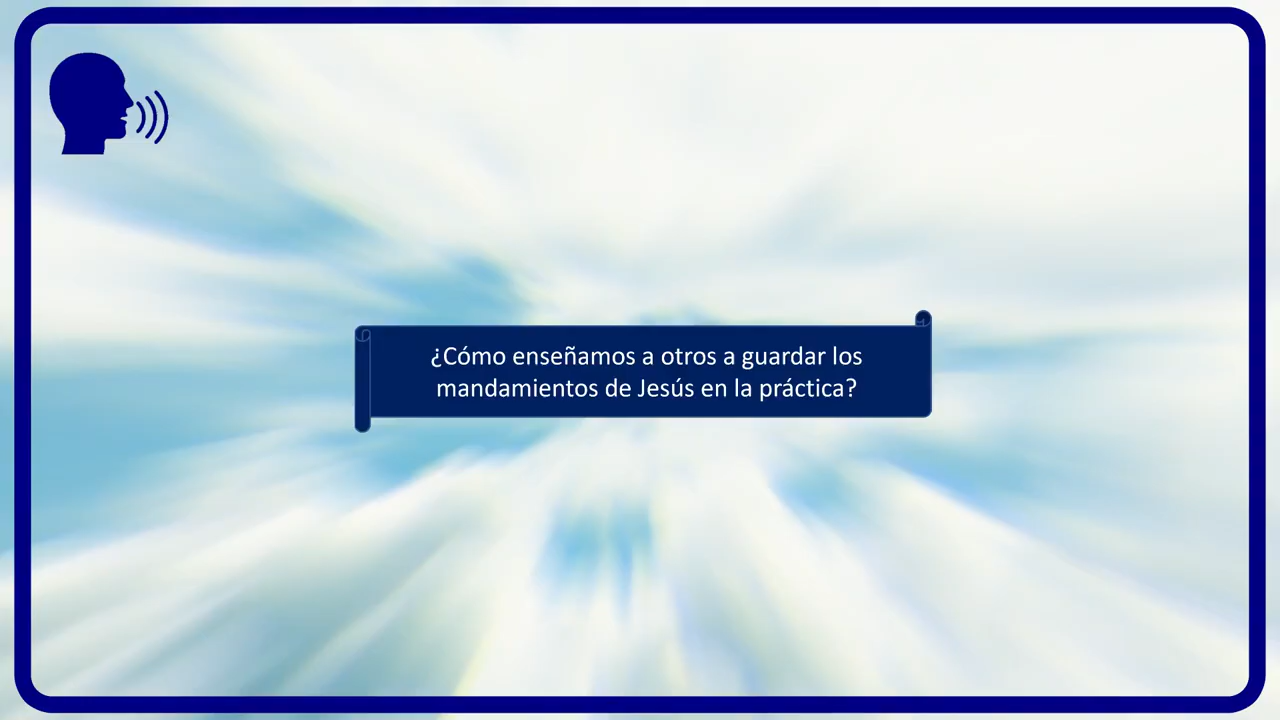 ¿Cómo enseñamos a otros a guardar los
mandamientos de Jesús en la práctica?